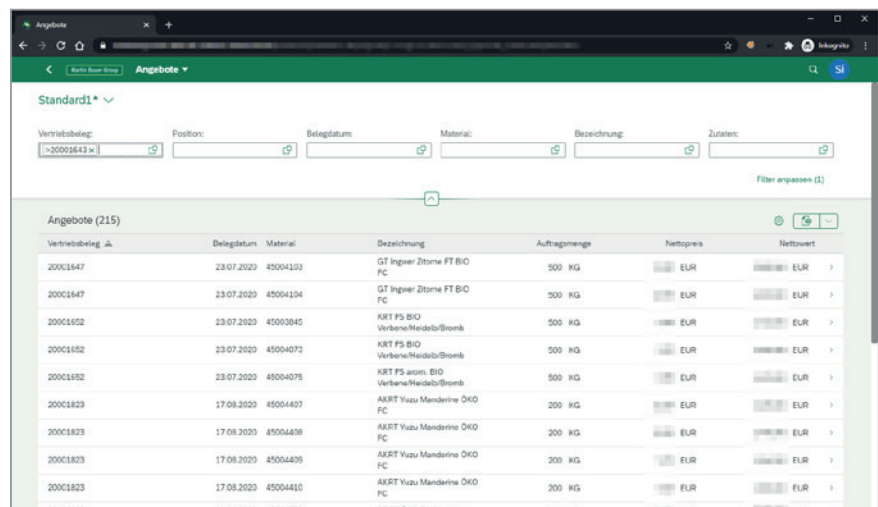 Angebote
Inkognito
Martin Bauer Group Angebote SI
Standard1*
Vertriebsbeleg: Position: Belegdatum: Material: Bezeichnung: Zutaten:
>20001643
Filter anpassen (1)
Angebote (215)
Vertriebsbeleg Belegdatum Material Bezeichnung Auftragsmenge Nettopreis Nettowert
20001647 23.07.2020 45004103 GT Ingwer Zitorne FT BIO FC 500 KG EUR EUR
20001647 23.07.2020 45004104 GT Ingwer Zitorne FT BIO FC 500 KG EUR EUR
20001652 23.07.2020 45003845 KRT FS BIO Verbene/Heidelb/Bromb 500 KG EUR EUR
20001652 23.07.2020 45004073 KRT FS BIO Verbene/Heidelb/Bromb 500 KG EUR EUR
20001652 23.07.2020 45004075 KRT FS arom. BIO Verbene/Heidelb/Bromb 500 KG EUR EUR
20001823 17.08.2020 45004407 AKRT Yuzu Manderine ÖKO FC 200 KG EUR EUR
20001823 17.08.2020 45004408 AKRT Yuzu Manderine ÖKO FC 200 KG EUR EUR
20001823 17.08.2020 45004409 AKRT Yuzu Manderine ÖKO FC 200 KG EUR EUR
20001823 17.08.2020 45004410 AKRT Yuzu Manderine ÖKO FC 200 KG EUR EUR